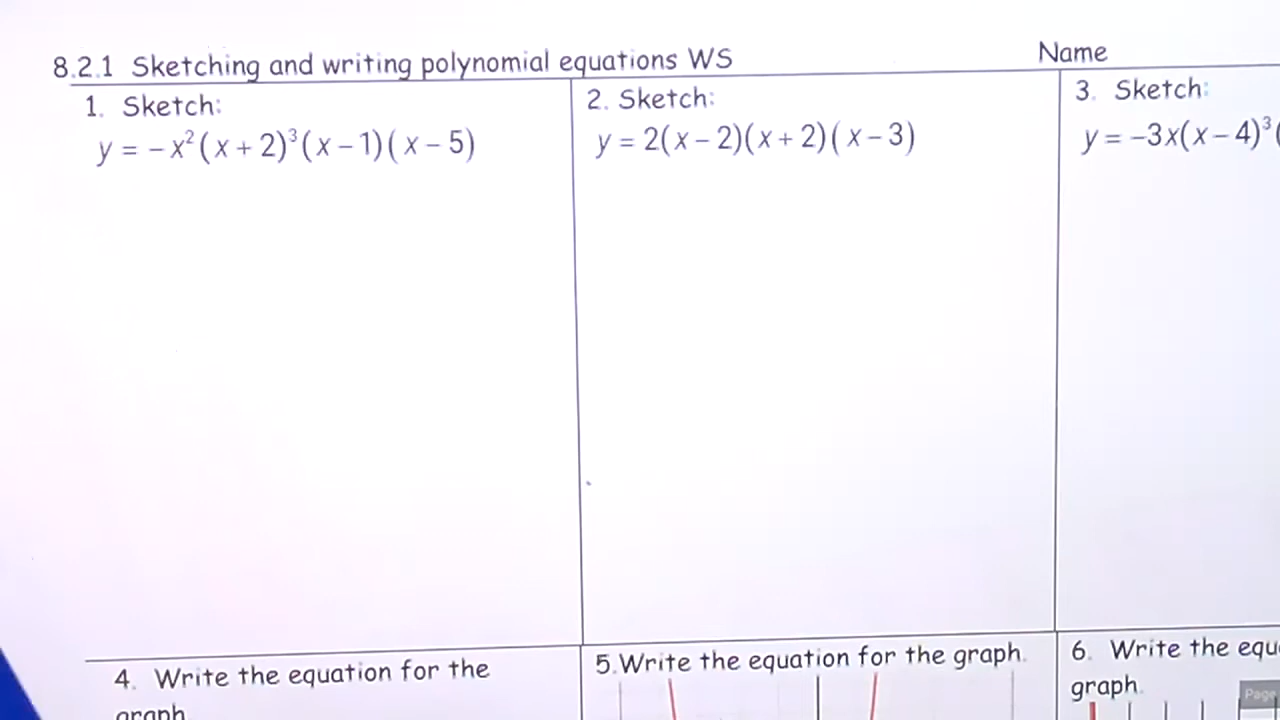 8.2.1 Sketching and writing polynomial equations WS
Name
1. Sketch:
y = −x²(x + 2)³(x − 1)(x − 5)
2. Sketch:
y = 2(x − 2)(x + 2)(x − 3)
3. Sketch:
y = −3x(x − 4)³(
4. Write the equation for the
graph
5.Write the equation for the graph.
6. Write the equ
graph.
Page